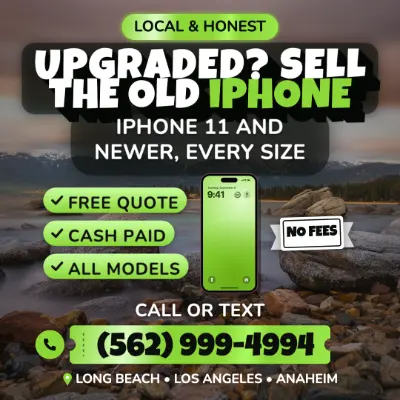 LOCAL & HONEST
UPGRADED? SELL
THE OLD IPHONE
IPHONE 11 AND
NEWER, EVERY SIZE
FREE QUOTE
CASH PAID
ALL MODELS
9:41
NO FEES
CALL OR TEXT
(562) 999-4994
LONG BEACH • LOS ANGELES • ANAHEIM